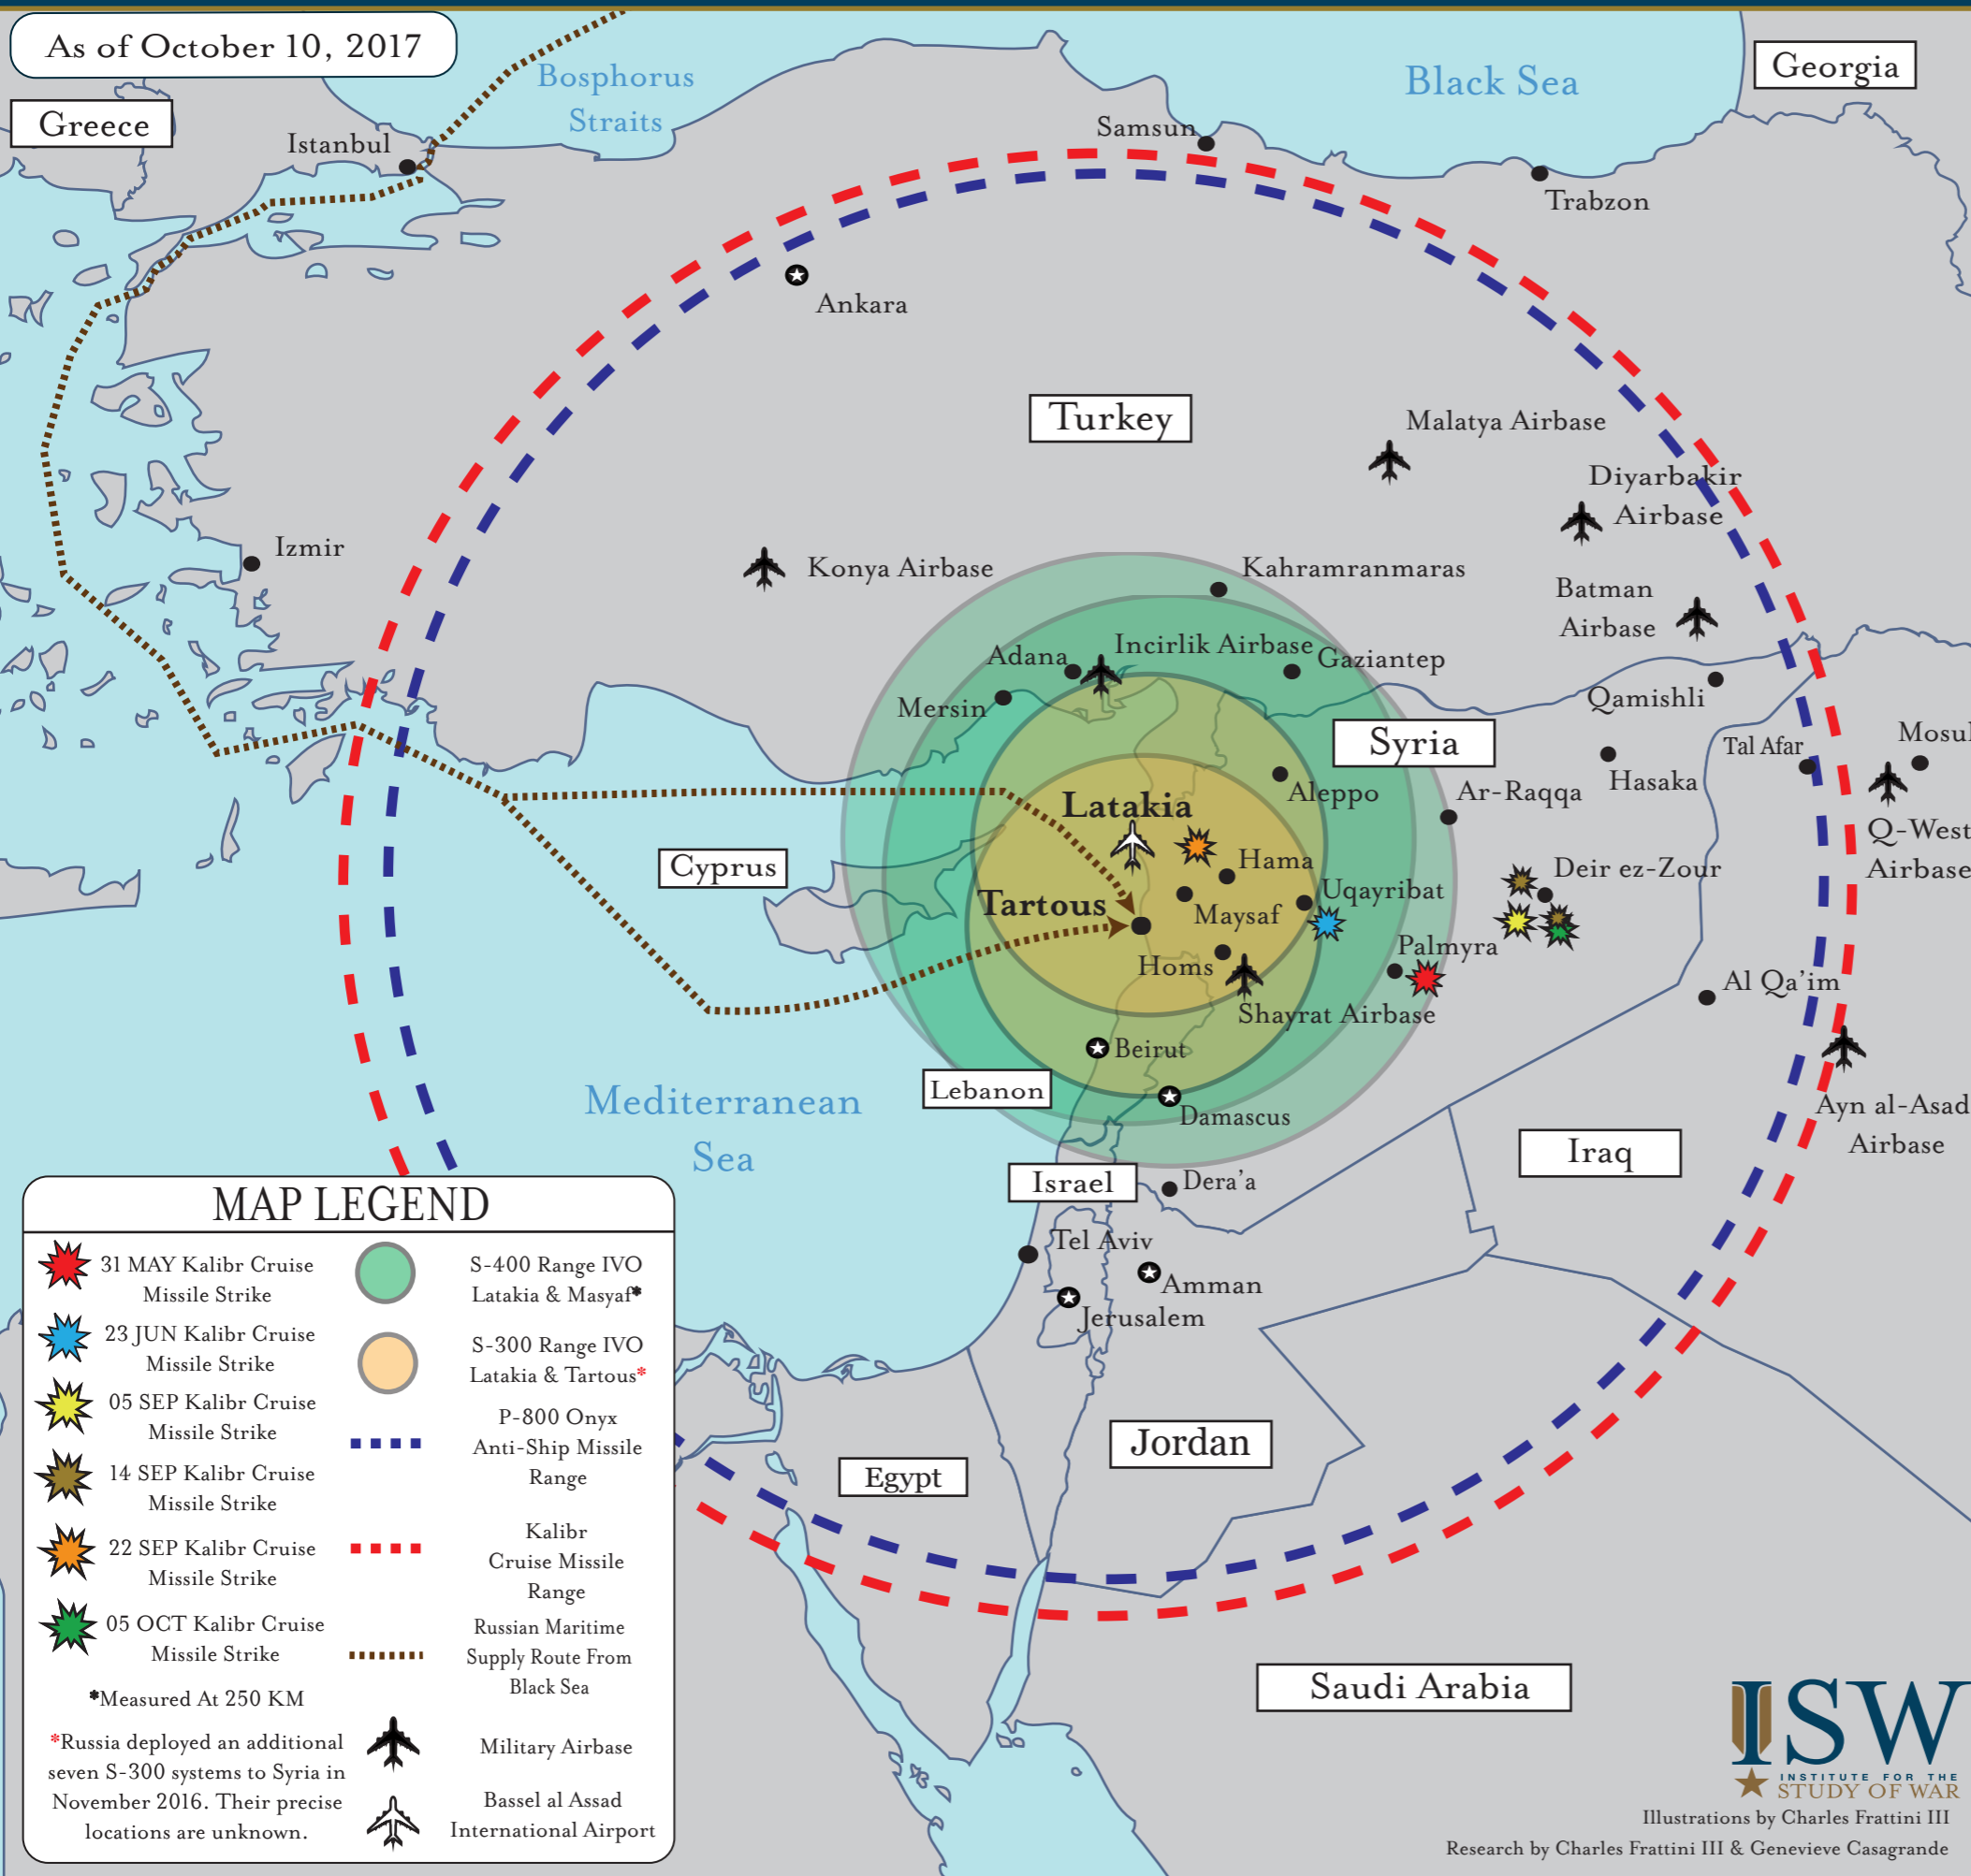 As of October 10, 2017
Georgia
Bosphorus
Straits
Black Sea
Greece
Istanbul
Samsun
Trabzon
Ankara
Turkey
Malatya Airbase
Diyarbakir
Airbase
Izmir
Konya Airbase
Kahramranmaras
Batman
Airbase
Incirlik Airbase
Adana
Gaziantep
Mersin
Qamishli
Syria
Tal Afar
Mosul
Hasaka
Aleppo
Ar-Raqqa
Latakia
Q-West
Airbase
Cyprus
Hama
Deir ez-Zour
Uqayribat
Tartous
Maysaf
Palmyra
Homs
Al Qa'im
Shayrat Airbase
Beirut
Lebanon
Mediterranean
Sea
Damascus
Ayn al-Asad
Airbase
Iraq
Israel
Dera'a
Tel Aviv
Amman
Jerusalem
Jordan
Egypt
Saudi Arabia
MAP LEGEND
31 MAY Kalibr Cruise
Missile Strike
23 JUN Kalibr Cruise
Missile Strike
05 SEP Kalibr Cruise
Missile Strike
14 SEP Kalibr Cruise
Missile Strike
22 SEP Kalibr Cruise
Missile Strike
05 OCT Kalibr Cruise
Missile Strike
*Measured At 250 KM
*Russia deployed an additional
seven S-300 systems to Syria in
November 2016. Their precise
locations are unknown.
S-400 Range IVO
Latakia & Masyaf*
S-300 Range IVO
Latakia & Tartous*
P-800 Onyx
Anti-Ship Missile
Range
Kalibr
Cruise Missile
Range
Russian Maritime
Supply Route From
Black Sea
Military Airbase
Bassel al Assad
International Airport
ISW
INSTITUTE FOR THE
STUDY OF WAR
Illustrations by Charles Frattini III
Research by Charles Frattini III & Genevieve Casagrande